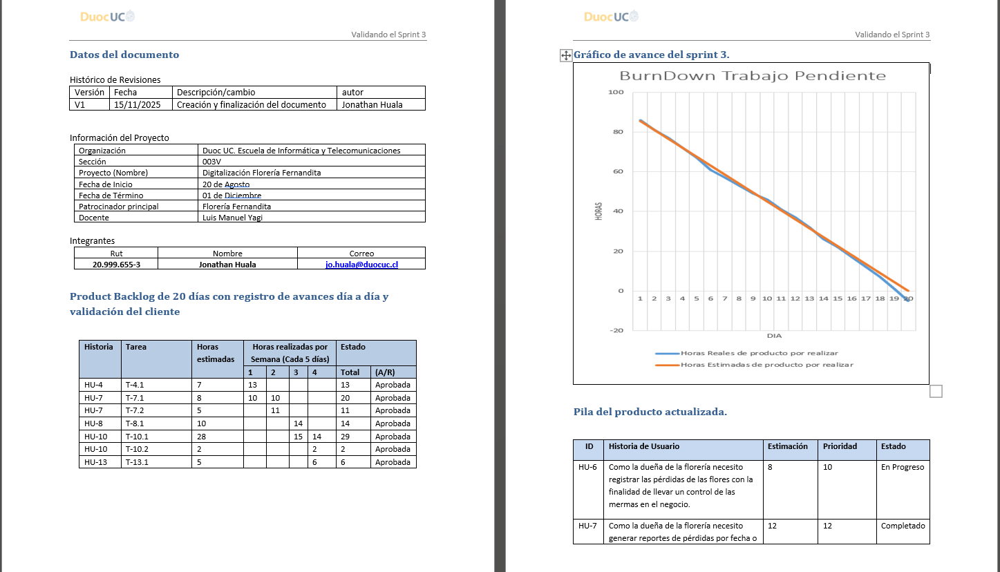 Duoc UC
Validando el Sprint 3
Datos del documento
Histórico de Revisiones
Versión Fecha Descripción/cambio autor
V1 15/11/2025 Creación y finalización del documento Jonathan Huala
Información del Proyecto
Organización Duoc UC. Escuela de Informática y Telecomunicaciones
Sección 003V
Proyecto (Nombre) Digitalización Florería Fernandita
Fecha de Inicio 20 de Agosto
Fecha de Término 01 de Diciembre
Patrocinador principal Florería Fernandita
Docente Luis Manuel Yagi
Integrantes
Rut Nombre Correo
20.999.655-3 Jonathan Huala jo.huala@duocuc.cl
Product Backlog de 20 días con registro de avances día a día y
validación del cliente
Historia Tarea Horas Horas realizadas por Estado
estimadas Semana (Cada 5 días)
1 2 3 4 Total (A/R)
HU-4 T-4.1 7 13 13 Aprobada
HU-7 T-7.1 8 10 10 20 Aprobada
HU-7 T-7.2 5 11 11 Aprobada
HU-8 T-8.1 10 14 14 Aprobada
HU-10 T-10.1 28 15 14 29 Aprobada
HU-10 T-10.2 2 2 2 Aprobada
HU-13 T-13.1 5 6 6 Aprobada
Duoc UC
Validando el Sprint 3
Gráfico de avance del sprint 3.
BurnDown Trabajo Pendiente
100
80
60
40
20
0
-20
HORAS
1 2 3 4 5 6 7 8 9 10 11 12 13 14 15 16 17 18 19 20
DIA
Horas Reales de producto por realizar
Horas Estimadas de producto por realizar
Pila del producto actualizada.
ID Historia de Usuario Estimación Prioridad Estado
HU-6 Como la dueña de la florería necesito 8 10 En Progreso
registrar las pérdidas de las flores con la
finalidad de llevar un control de las
mermas en el negocio.
HU-7 Como la dueña de la florería necesito 12 12 Completado
generar reportes de pérdidas por fecha o